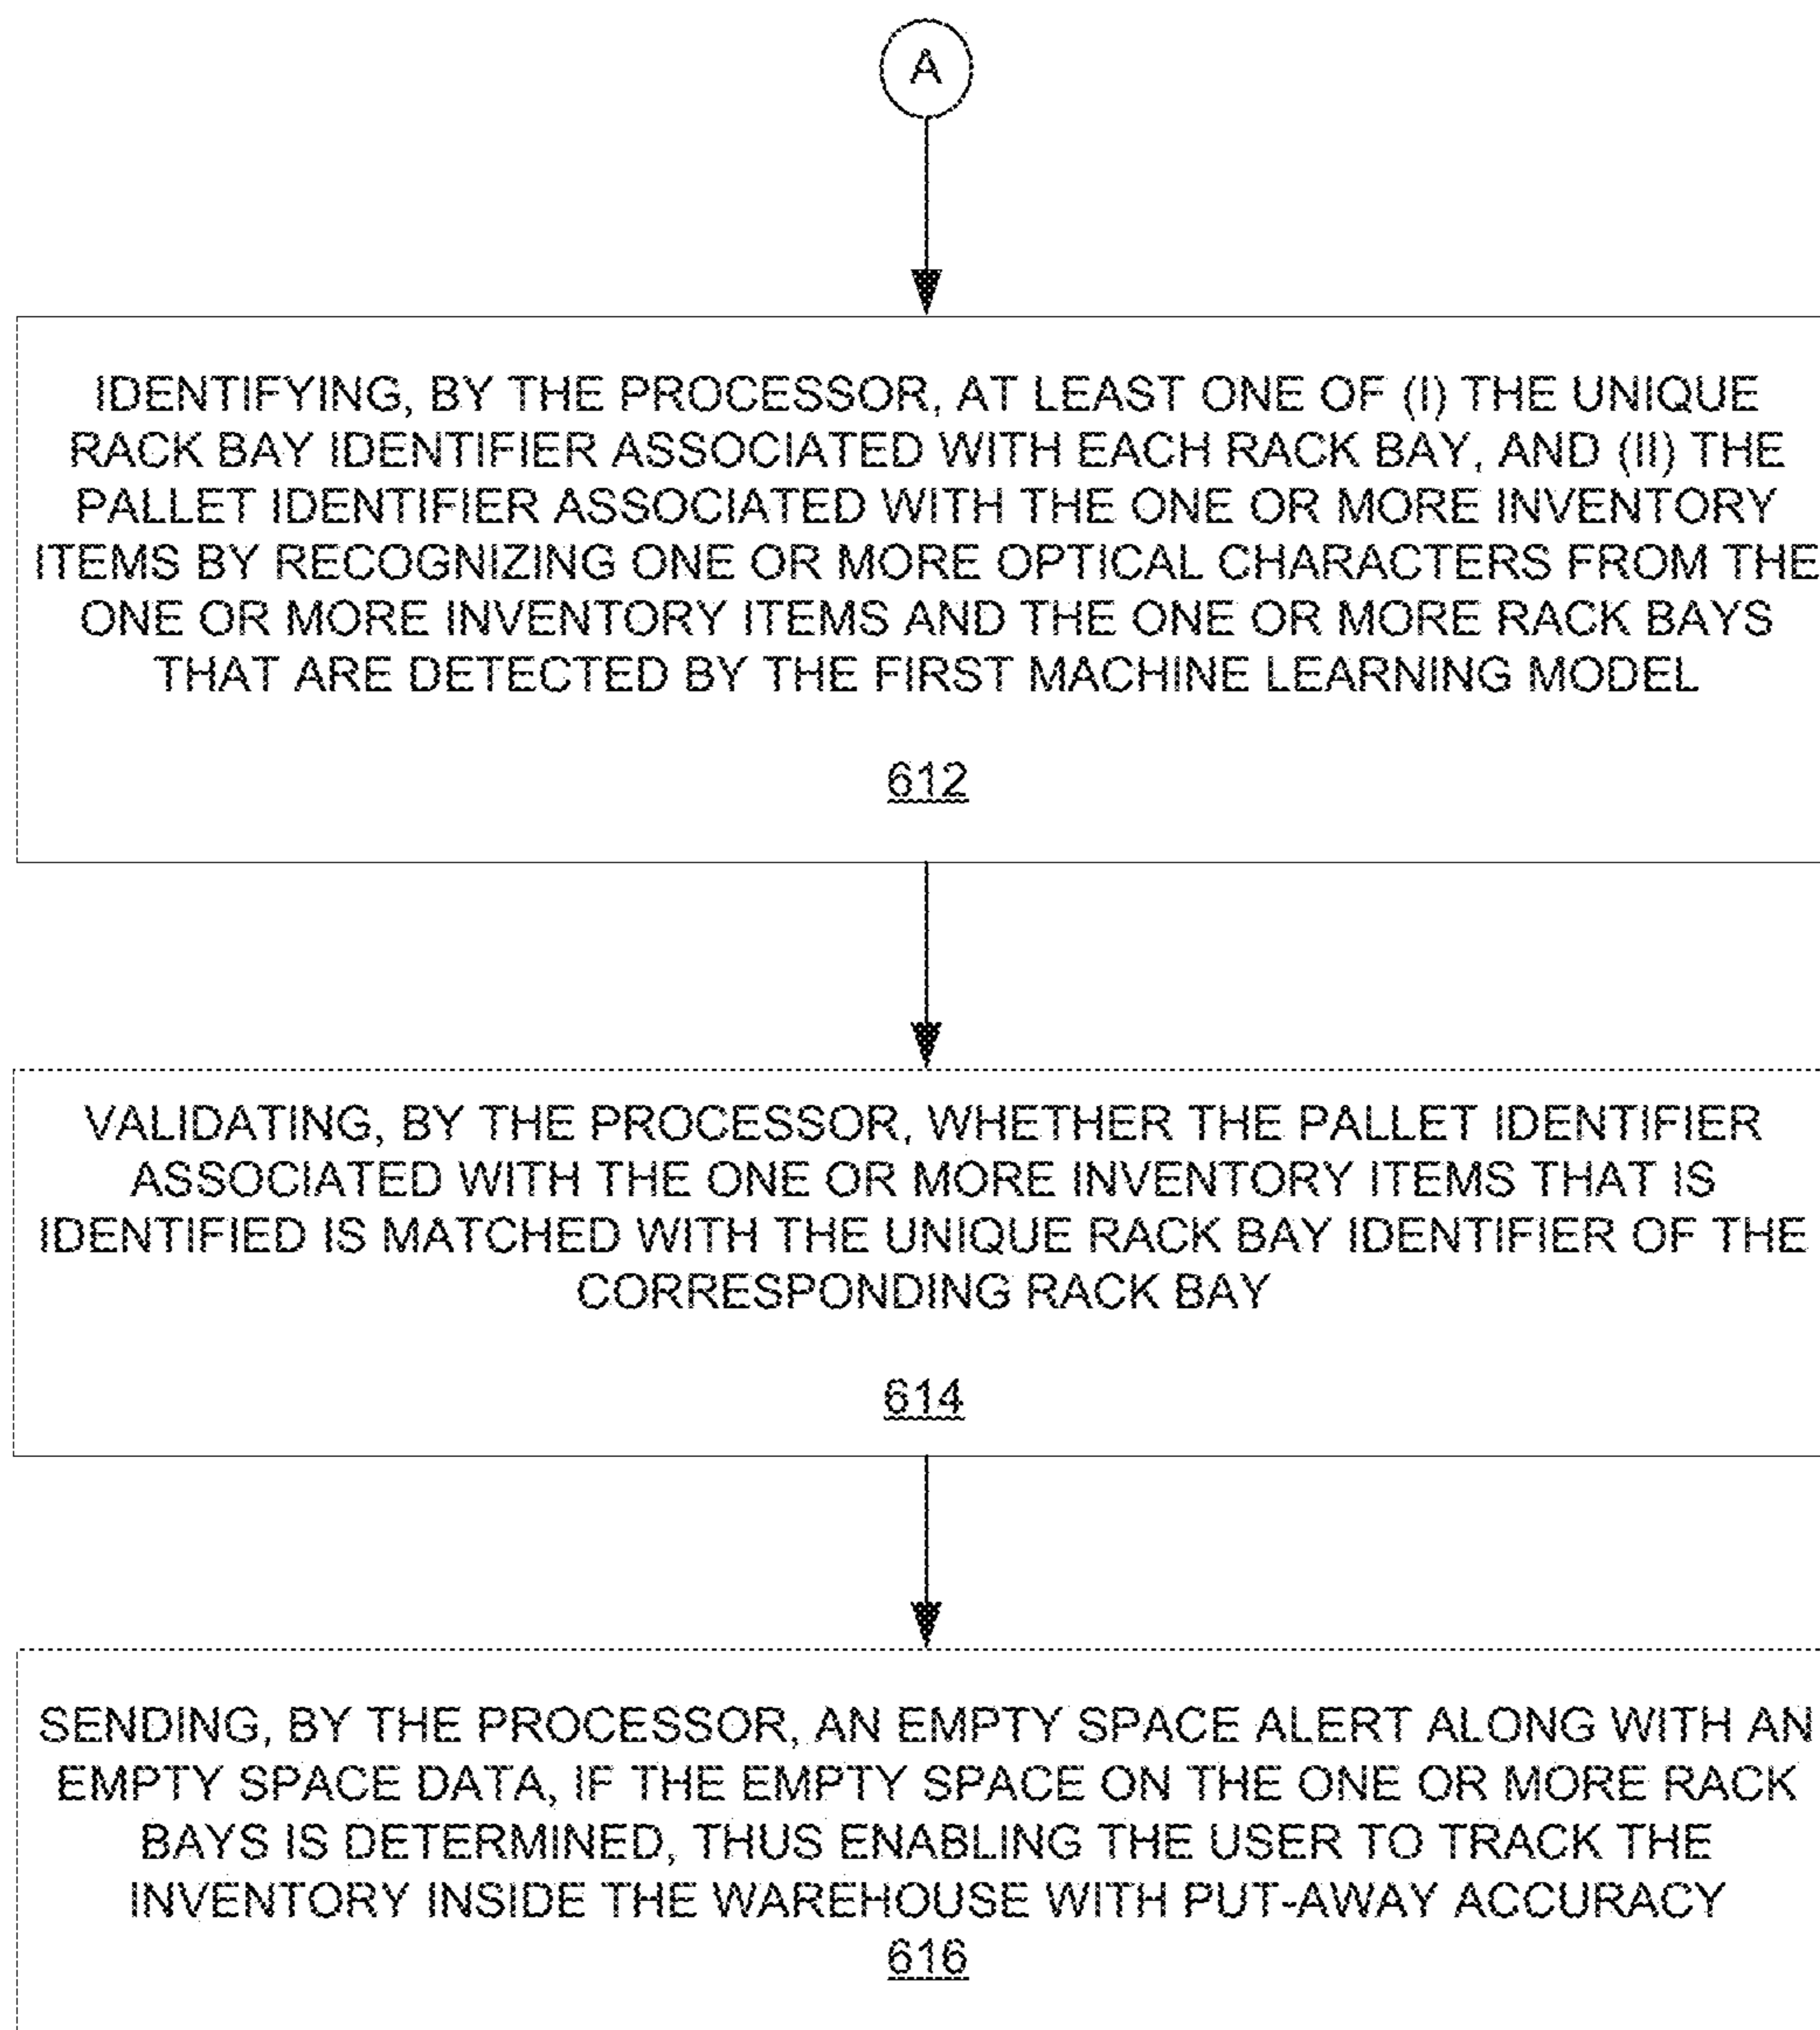 A
IDENTIFYING, BY THE PROCESSOR, AT LEAST ONE OF (I) THE UNIQUE
RACK BAY IDENTIFIER ASSOCIATED WITH EACH RACK BAY, AND (II) THE
PALLET IDENTIFIER ASSOCIATED WITH THE ONE OR MORE INVENTORY
ITEMS BY RECOGNIZING ONE OR MORE OPTICAL CHARACTERS FROM THE
ONE OR MORE INVENTORY ITEMS AND THE ONE OR MORE RACK BAYS
THAT ARE DETECTED BY THE FIRST MACHINE LEARNING MODEL
612
VALIDATING, BY THE PROCESSOR, WHETHER THE PALLET IDENTIFIER
ASSOCIATED WITH THE ONE OR MORE INVENTORY ITEMS THAT IS
IDENTIFIED IS MATCHED WITH THE UNIQUE RACK BAY IDENTIFIER OF THE
CORRESPONDING RACK BAY
614
SENDING, BY THE PROCESSOR, AN EMPTY SPACE ALERT ALONG WITH AN
EMPTY SPACE DATA, IF THE EMPTY SPACE ON THE ONE OR MORE RACK
BAYS IS DETERMINED, THUS ENABLING THE USER TO TRACK THE
INVENTORY INSIDE THE WAREHOUSE WITH PUT-AWAY ACCURACY
616